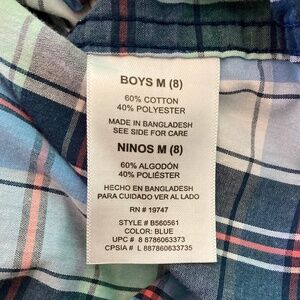 BOYS M (8)
60% COTTON
40% POLYESTER
MADE IN BANGLADESH
SEE SIDE FOR CARE
NINOS M (8)
60% ALGODÓN
40% POLIÉSTER
HECHO EN BANGLADESH
PARA CUIDADO VER AL LADO
RN # 19747
STYLE # B560561
COLOR: BLUE
UPC # 8 8786063373
CPSIA # L 887860633735